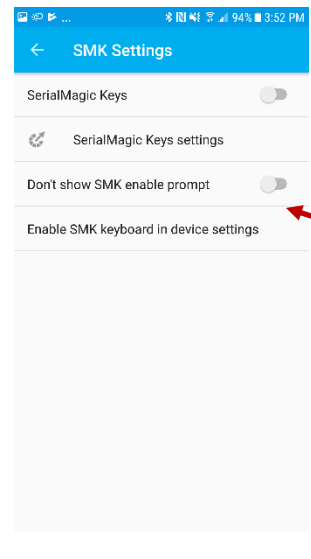 ... 94% 3:52 PM
SMK Settings
SerialMagic Keys
SerialMagic Keys settings
Don't show SMK enable prompt
Enable SMK keyboard in device settings